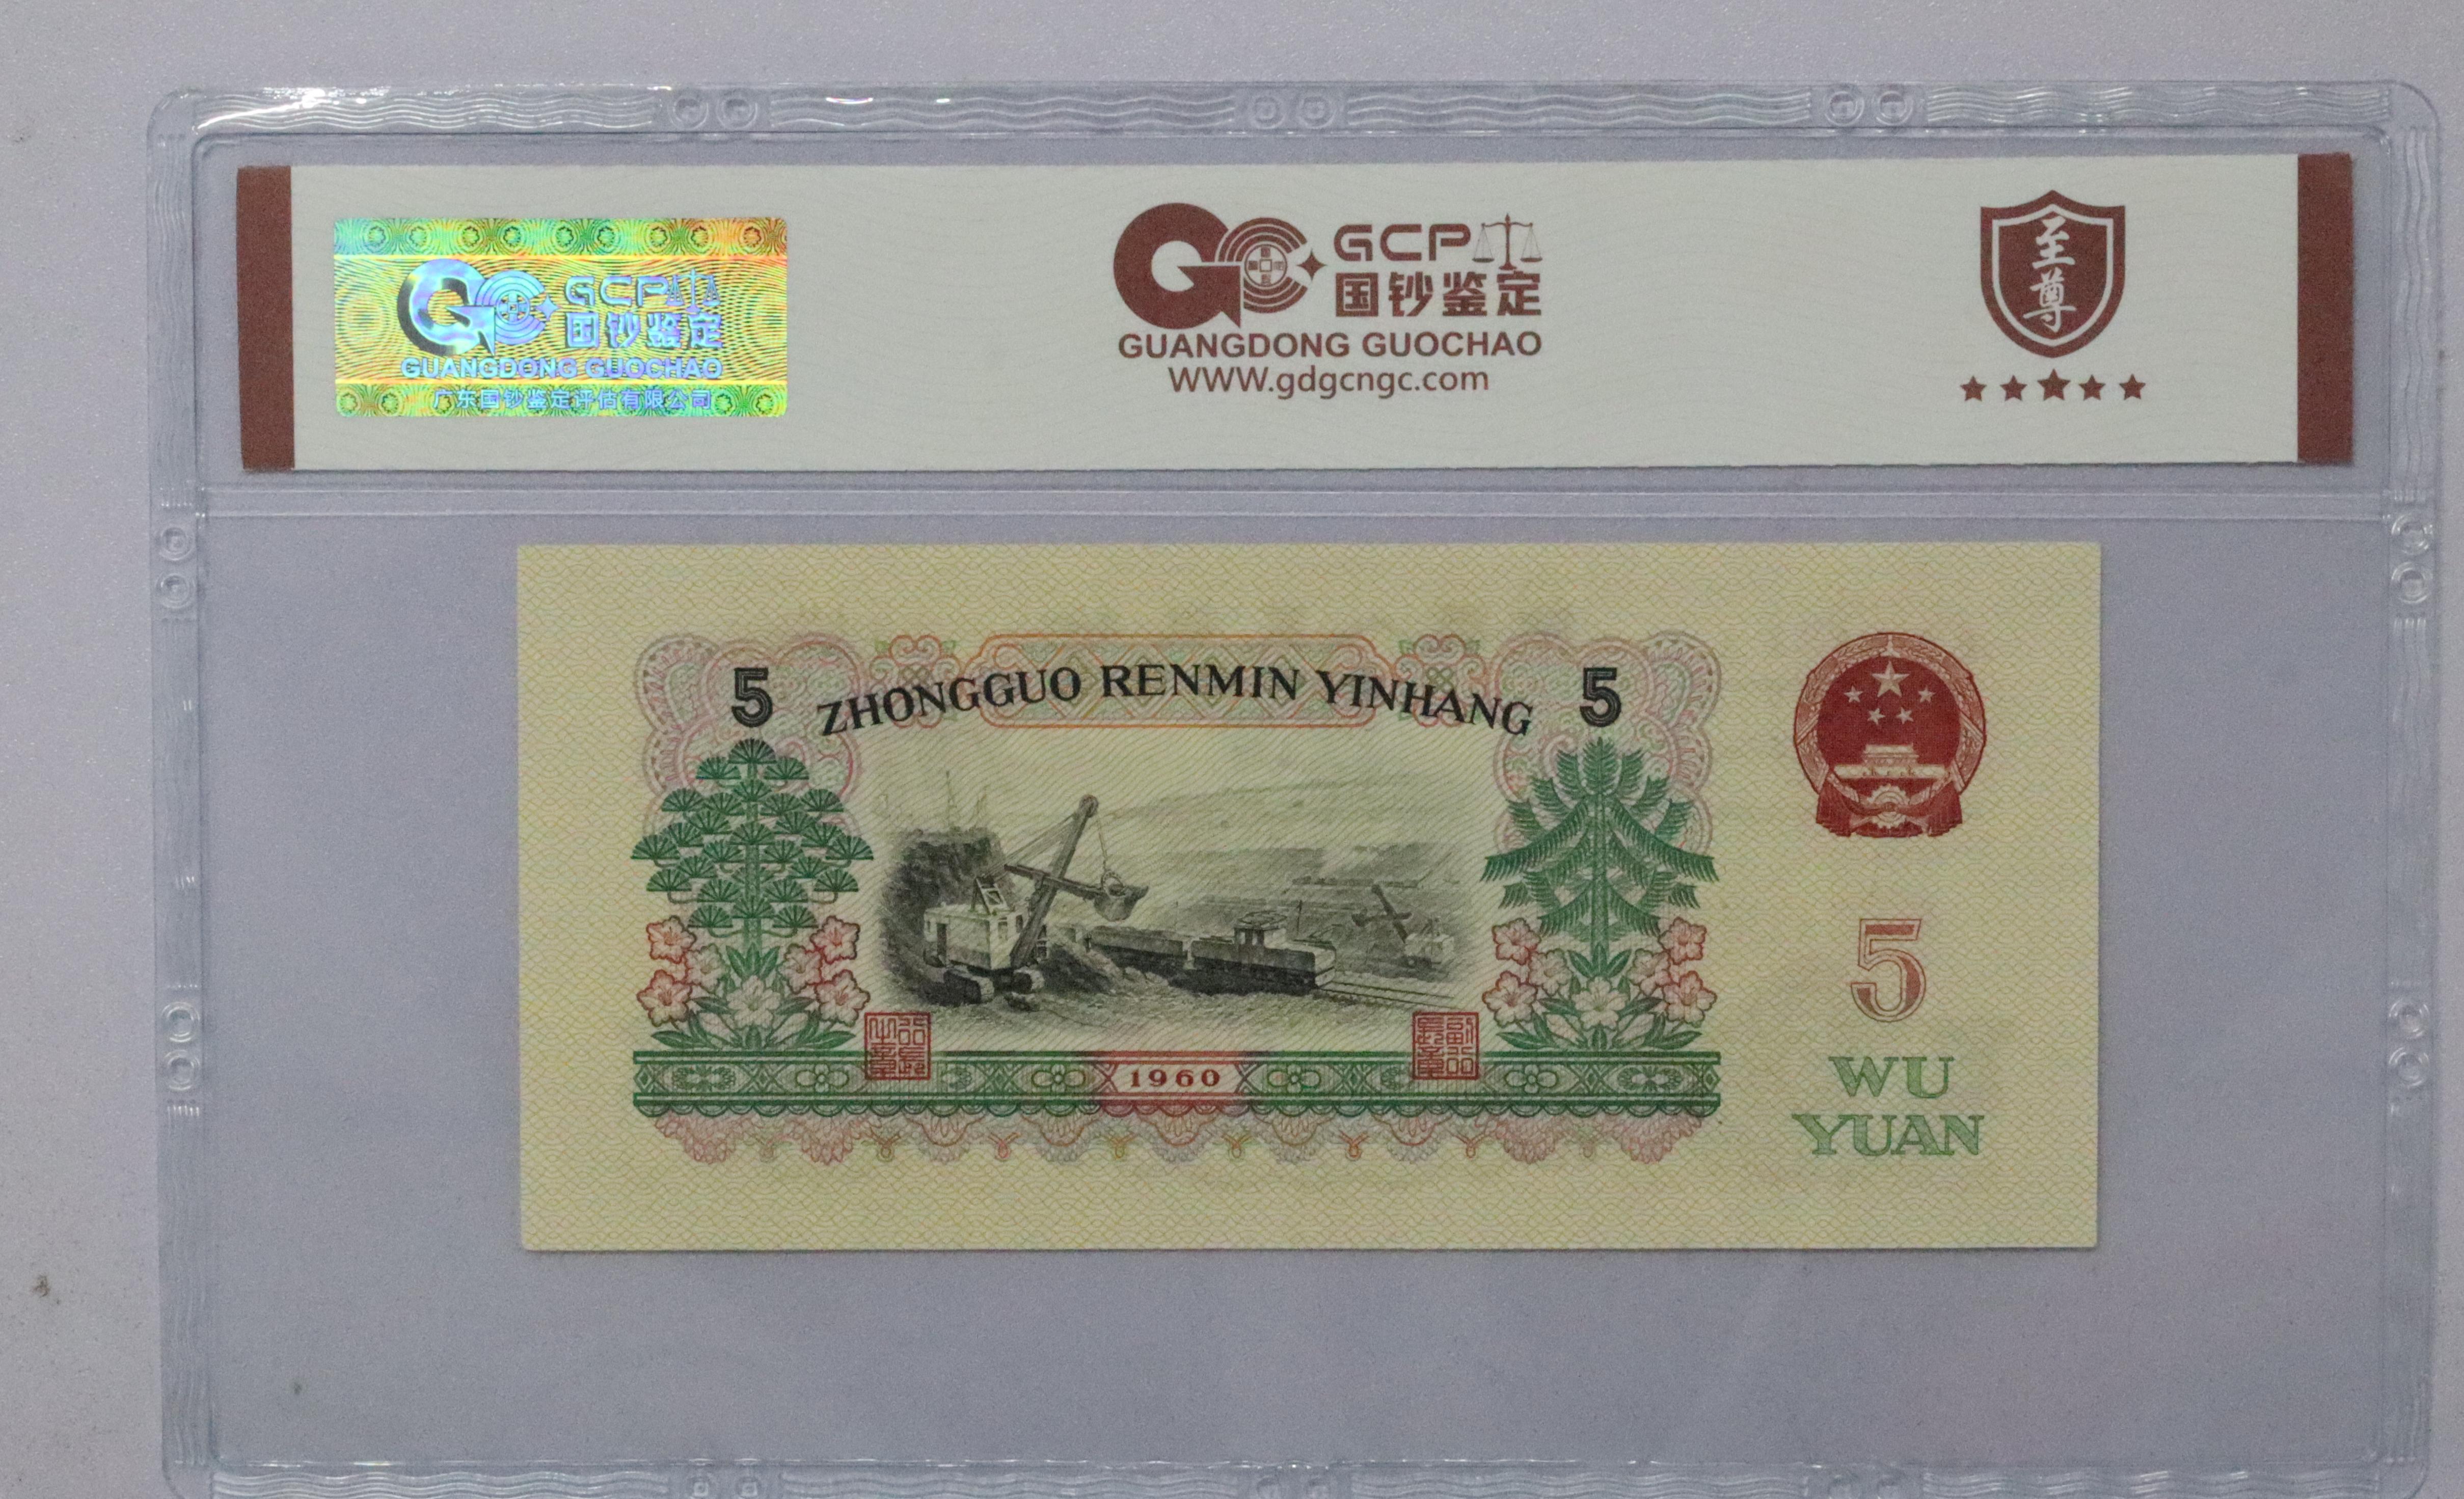 GCP
国钞鉴定
GUANGDONG GUOCHAO
广东国钞鉴定评估有限公司
GCP
国钞鉴定
GUANGDONG GUOCHAO
WWW.gdgcngc.com
至尊
5 ZHONGGUO RENMIN YINHANG 5
1960
5
WU
YUAN